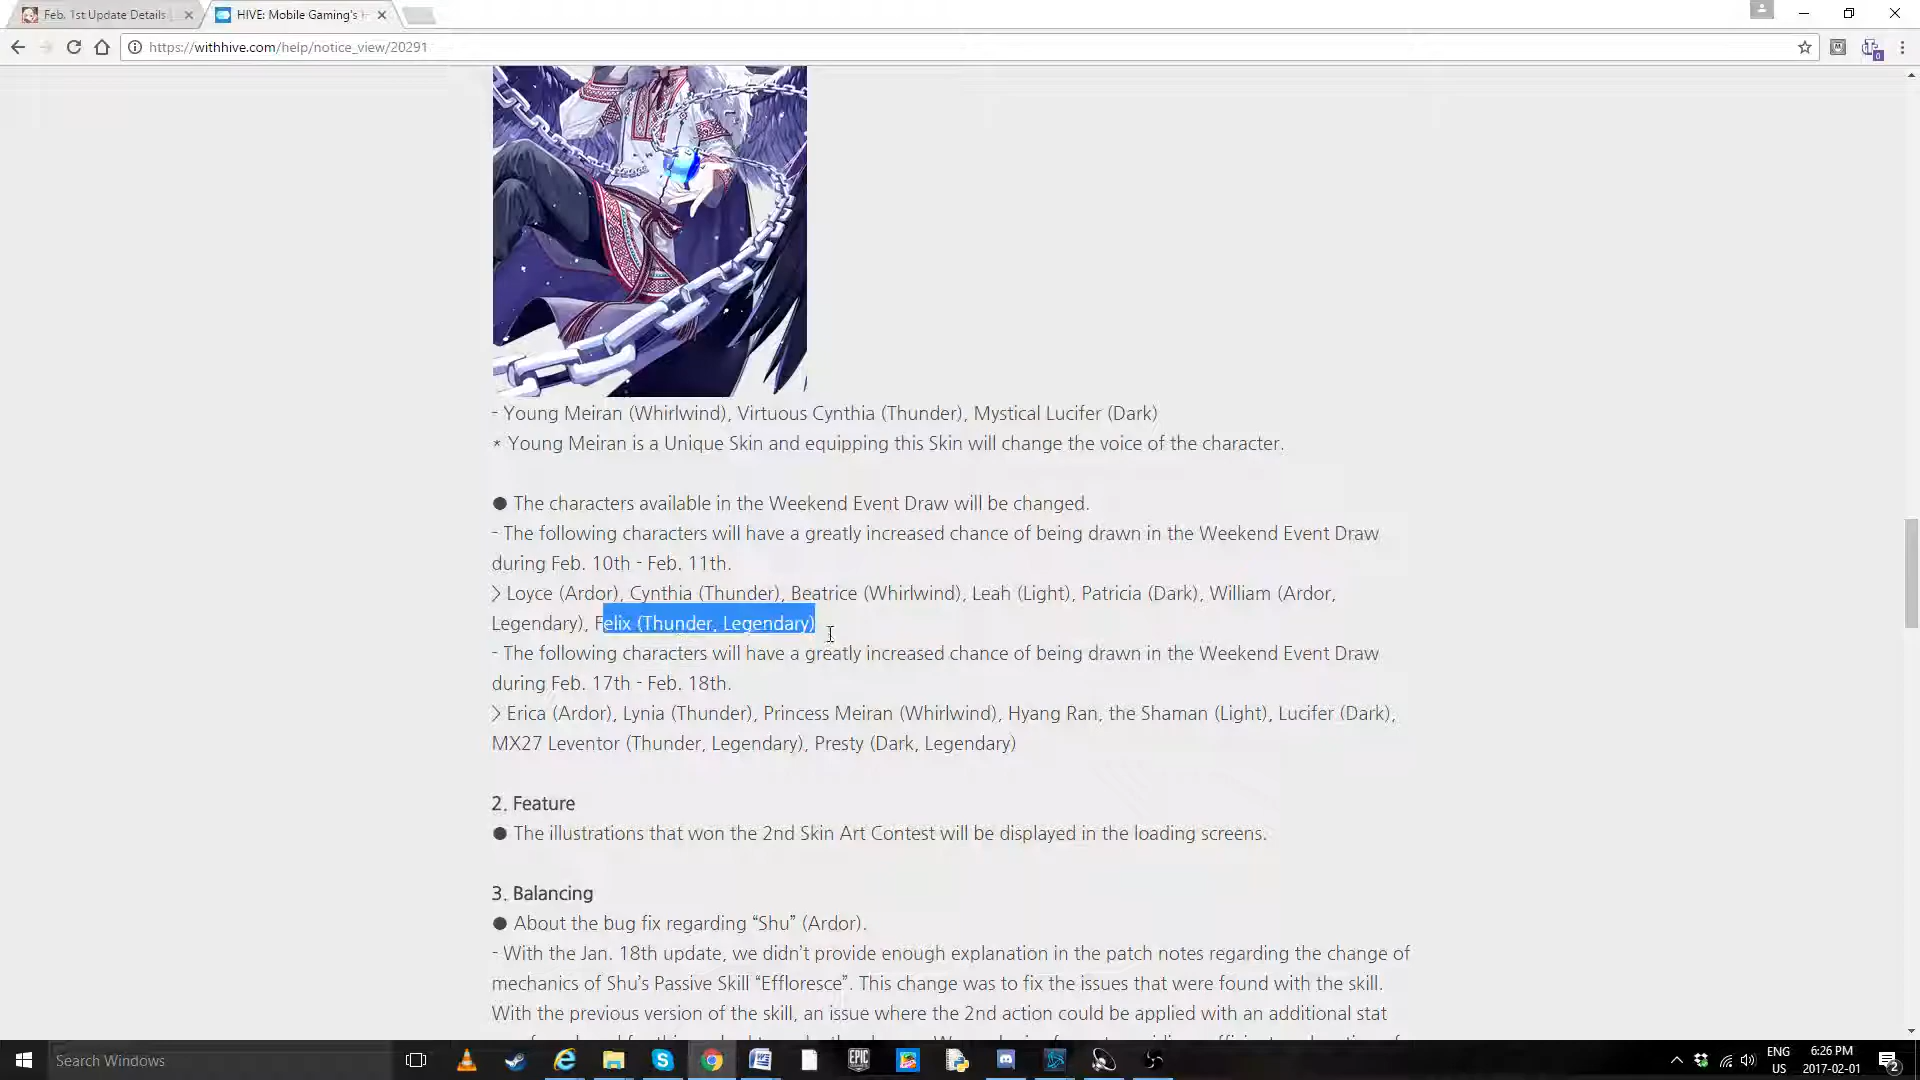 Feb. 1st Update Details
HIVE: Mobile Gaming's
https://withhive.com/help/notice_view/20291
- Young Meiran (Whirlwind), Virtuous Cynthia (Thunder), Mystical Lucifer (Dark)
* Young Meiran is a Unique Skin and equipping this Skin will change the voice of the character.
● The characters available in the Weekend Event Draw will be changed.
- The following characters will have a greatly increased chance of being drawn in the Weekend Event Draw
during Feb. 10th - Feb. 11th.
> Loyce (Ardor), Cynthia (Thunder), Beatrice (Whirlwind), Leah (Light), Patricia (Dark), William (Ardor,
Legendary), Felix (Thunder, Legendary)
- The following characters will have a greatly increased chance of being drawn in the Weekend Event Draw
during Feb. 17th - Feb. 18th.
> Erica (Ardor), Lynia (Thunder), Princess Meiran (Whirlwind), Hyang Ran, the Shaman (Light), Lucifer (Dark),
MX27 Leventor (Thunder, Legendary), Presty (Dark, Legendary)
2. Feature
● The illustrations that won the 2nd Skin Art Contest will be displayed in the loading screens.
3. Balancing
● About the bug fix regarding “Shu” (Ardor).
- With the Jan. 18th update, we didn’t provide enough explanation in the patch notes regarding the change of
mechanics of Shu’s Passive Skill “Effloresce”. This change was to fix the issues that were found with the skill.
With the previous version of the skill, an issue where the 2nd action could be applied with an additional stat
Search Windows
EPIC
GAMES
ENG
US
6:26 PM
2017-02-01
2